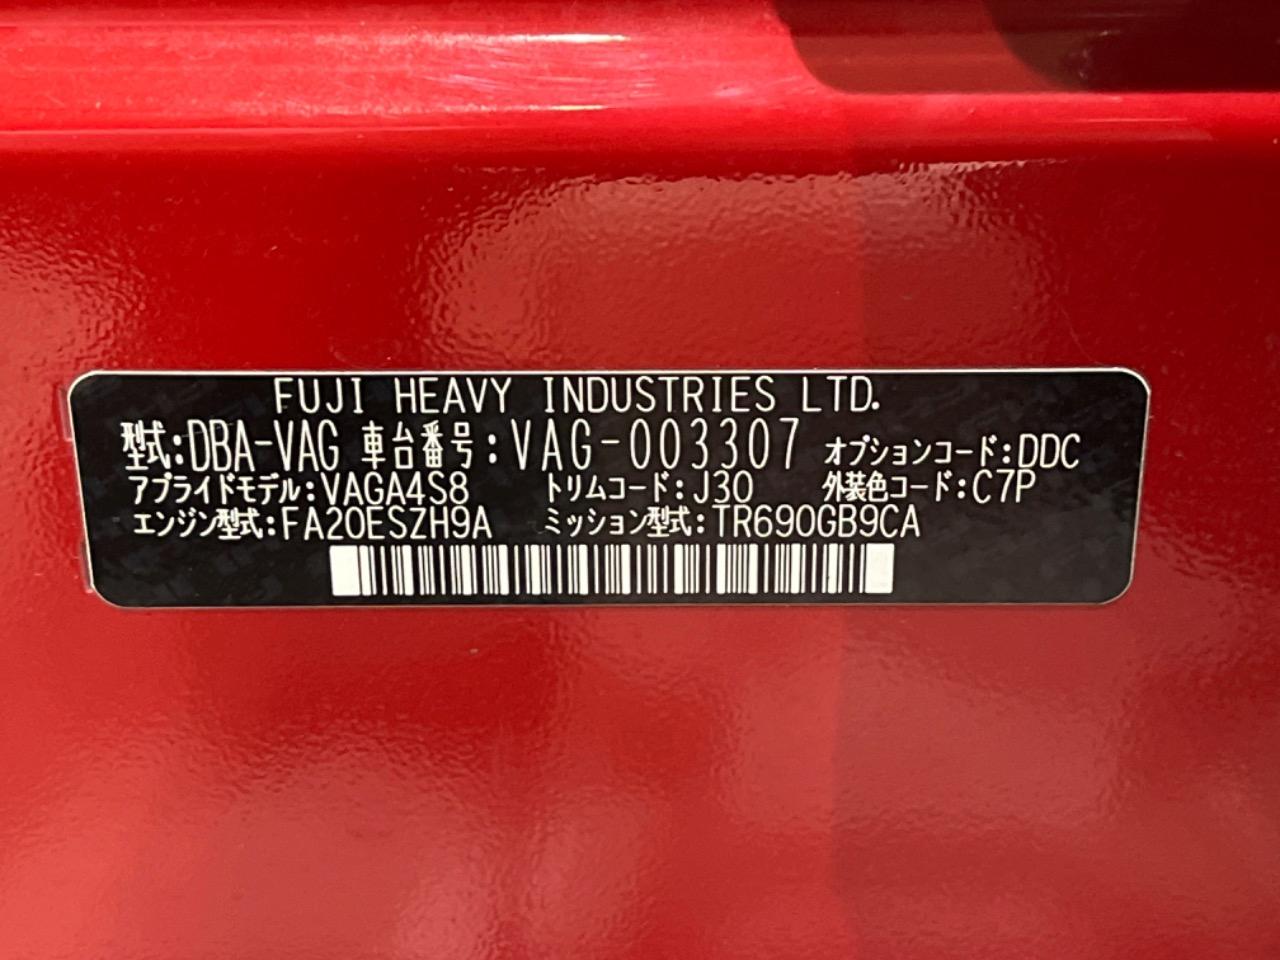 FUJI HEAVY INDUSTRIES LTD.
型式:DBA-VAG 車台番号:VAG-003307 オプションコード:DDC
アプライドモデル:VAGA4S8 トリムコード:J30 外装色コード:C7P
エンジン型式:FA20ESZH9A ミッション型式:TR690GB9CA